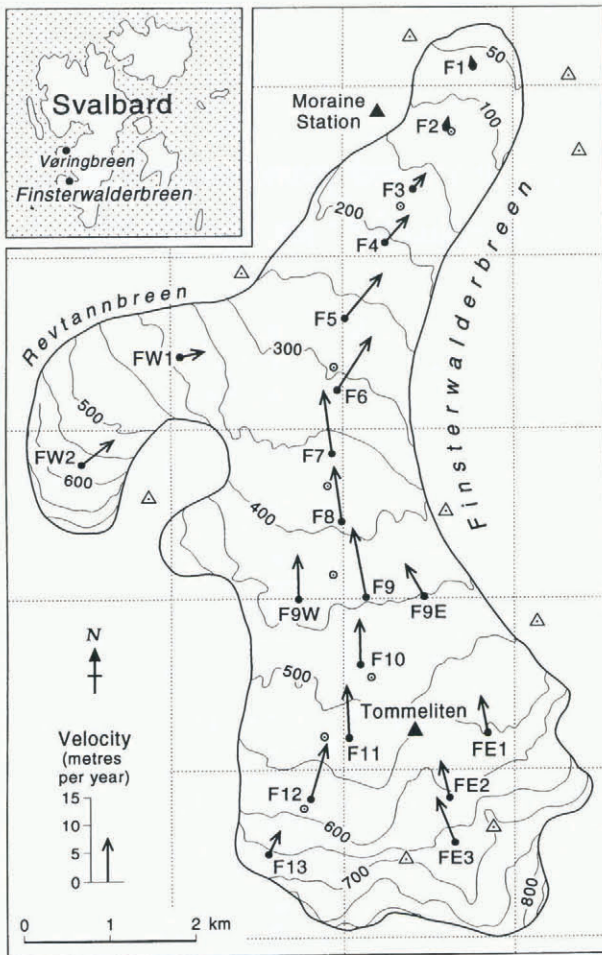 Svalbard
Vøringbreen
Finsterwalderbreen
50
F1
Moraine
Station
100
F2
F3
200
F4
Revtannbreen
Finsterwalderbreen
F5
FW1
300
F6
500
FW2
600
F7
400
F8
F9W
F9
F9E
N
F10
500
Tommeliten
FE1
Velocity
(metres
per year)
F11
15
10
5
0
F12
FE2
600
F13
FE3
700
800
0 1 2 km